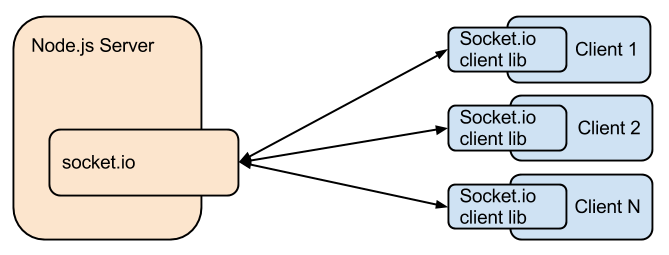 Node.js Server
socket.io
Socket.io
client lib
Client 1
Socket.io
client lib
Client 2
Socket.io
client lib
Client N